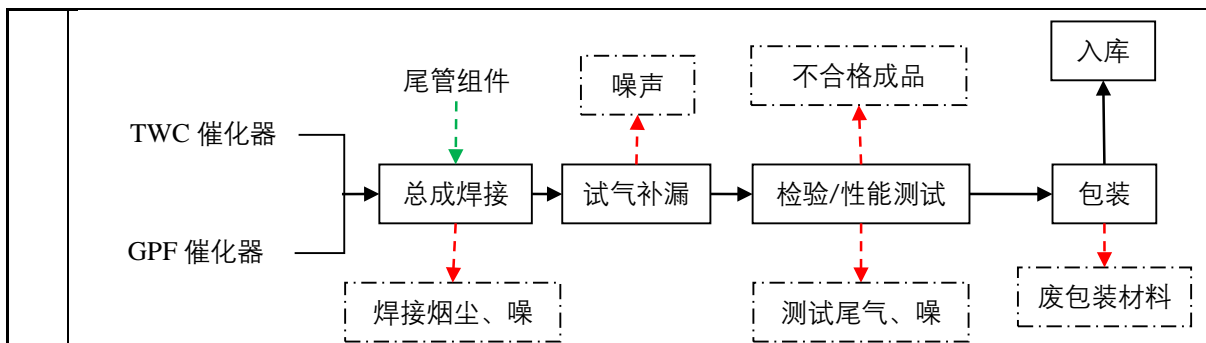 入库
尾管组件
噪声
不合格成品
TWC 催化器
总成焊接
试气补漏
检验/性能测试
包装
GPF 催化器
焊接烟尘、噪
测试尾气、噪
废包装材料